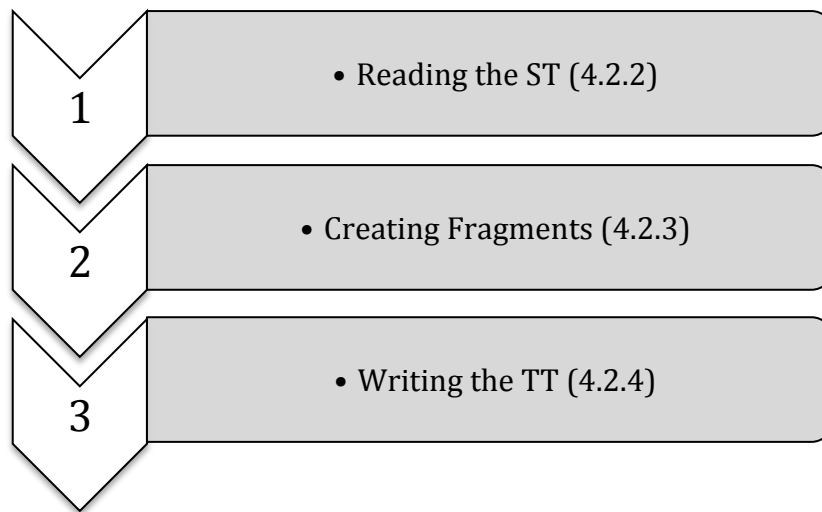 1
• Reading the ST (4.2.2)
2
• Creating Fragments (4.2.3)
3
• Writing the TT (4.2.4)